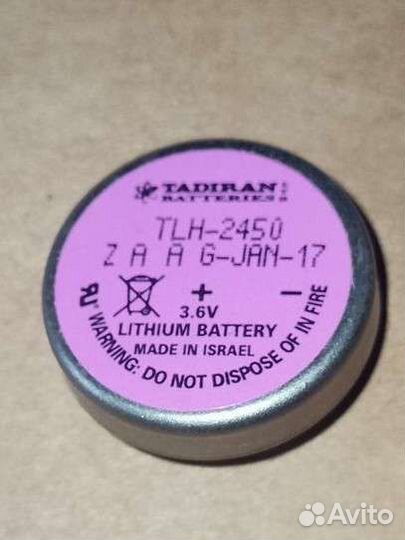 TADIRAN
BATTERIES LTD
TLH-2450
Z A A G-JAN-17
+ -
3.6V
LITHIUM BATTERY
MADE IN ISRAEL
WARNING: DO NOT DISPOSE OF IN FIRE
Avito